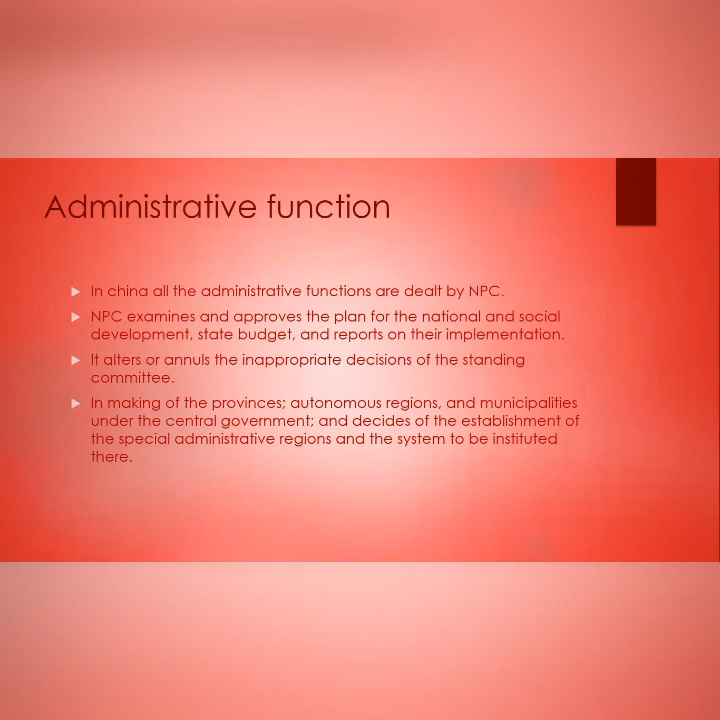 Administrative function
In china all the administrative functions are dealt by NPC.
NPC examines and approves the plan for the national and social
development, state budget, and reports on their implementation.
It alters or annuls the inappropriate decisions of the standing
committee.
In making of the provinces; autonomous regions, and municipalities
under the central government; and decides of the establishment of
the special administrative regions and the system to be instituted
there.